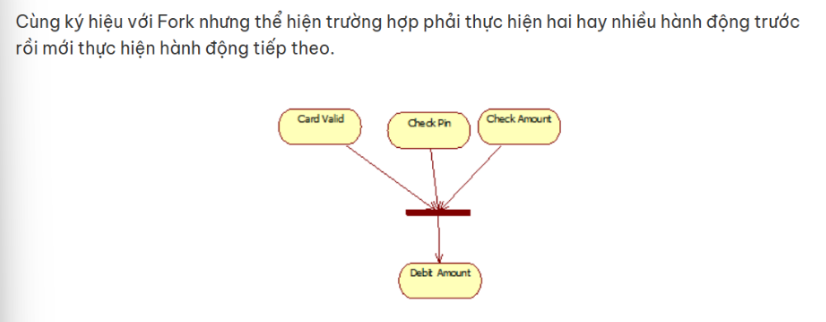 Cùng ký hiệu với Fork nhưng thể hiện trường hợp phải thực hiện hai hay nhiều hành động trước
rồi mới thực hiện hành động tiếp theo.
Card Valid
Check Pin
Check Amount
Debit Amount